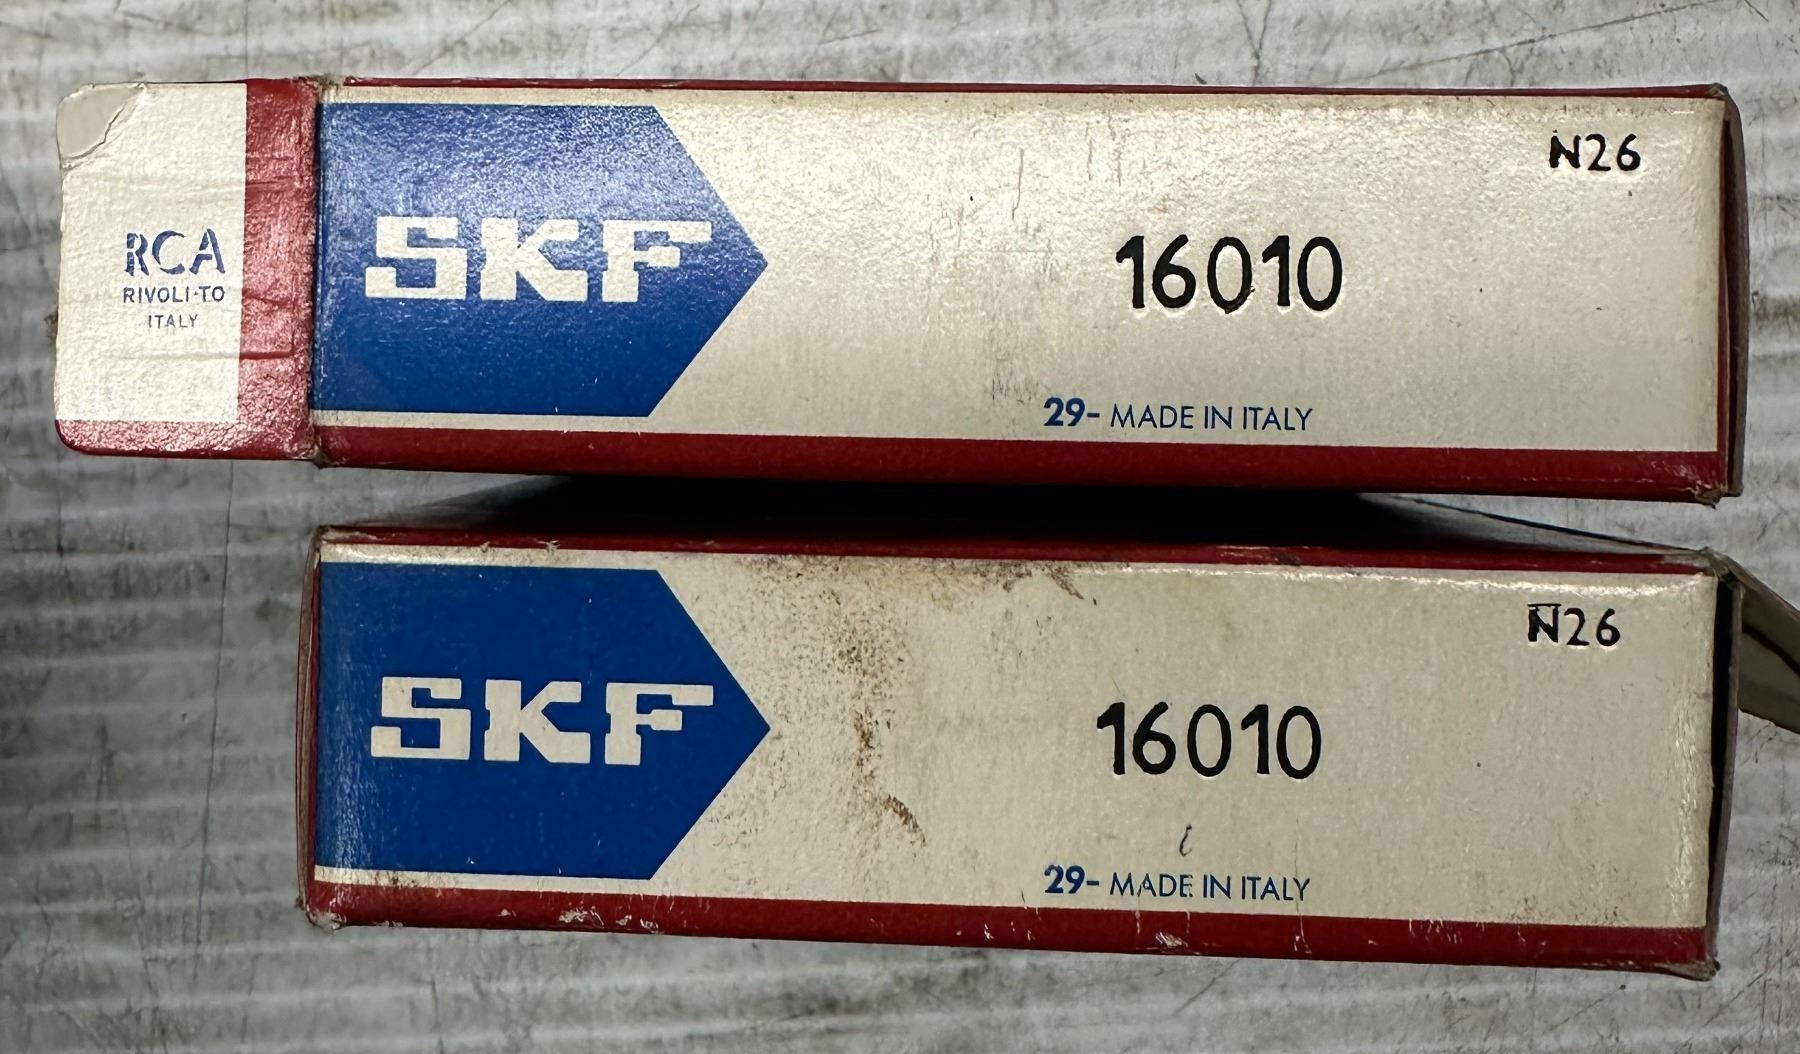 RCA
RIVOLI-TO
ITALY
SKF
N26
16010
29- MADE IN ITALY
SKF
N26
16010
29- MADE IN ITALY